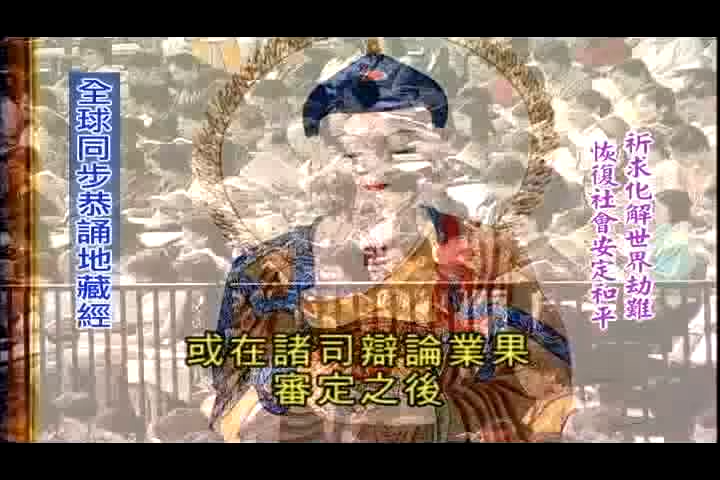 全球同步恭誦地藏經
祈求化解世界劫難
恢復社會安定和平
或在諸司辯論業果
審定之後